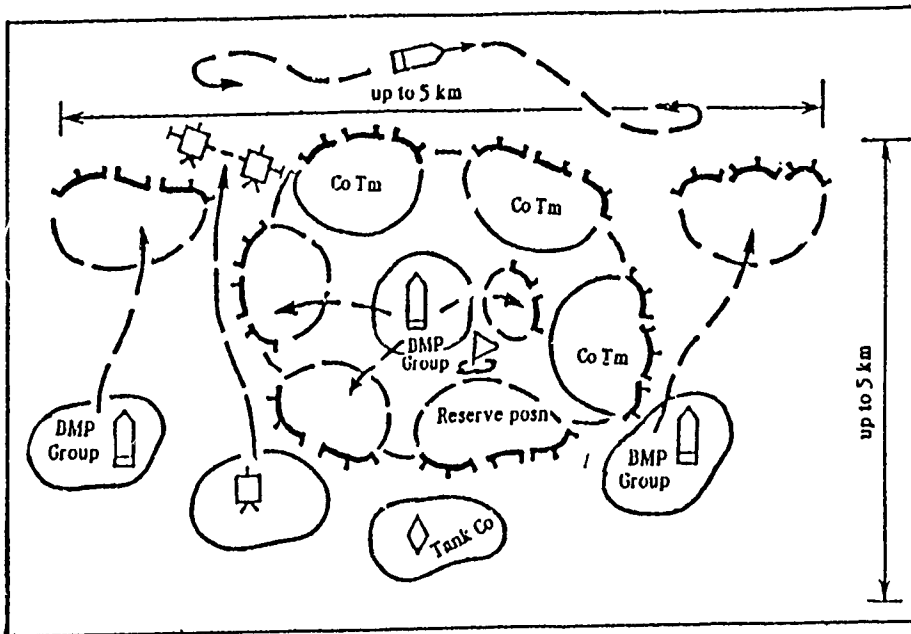 up to 5 km
Co Tm
Co Tm
BMP
Group
Co Tm
up to 5 km
Reserve posn
BMP
Group
BMP
Group
Tank Co